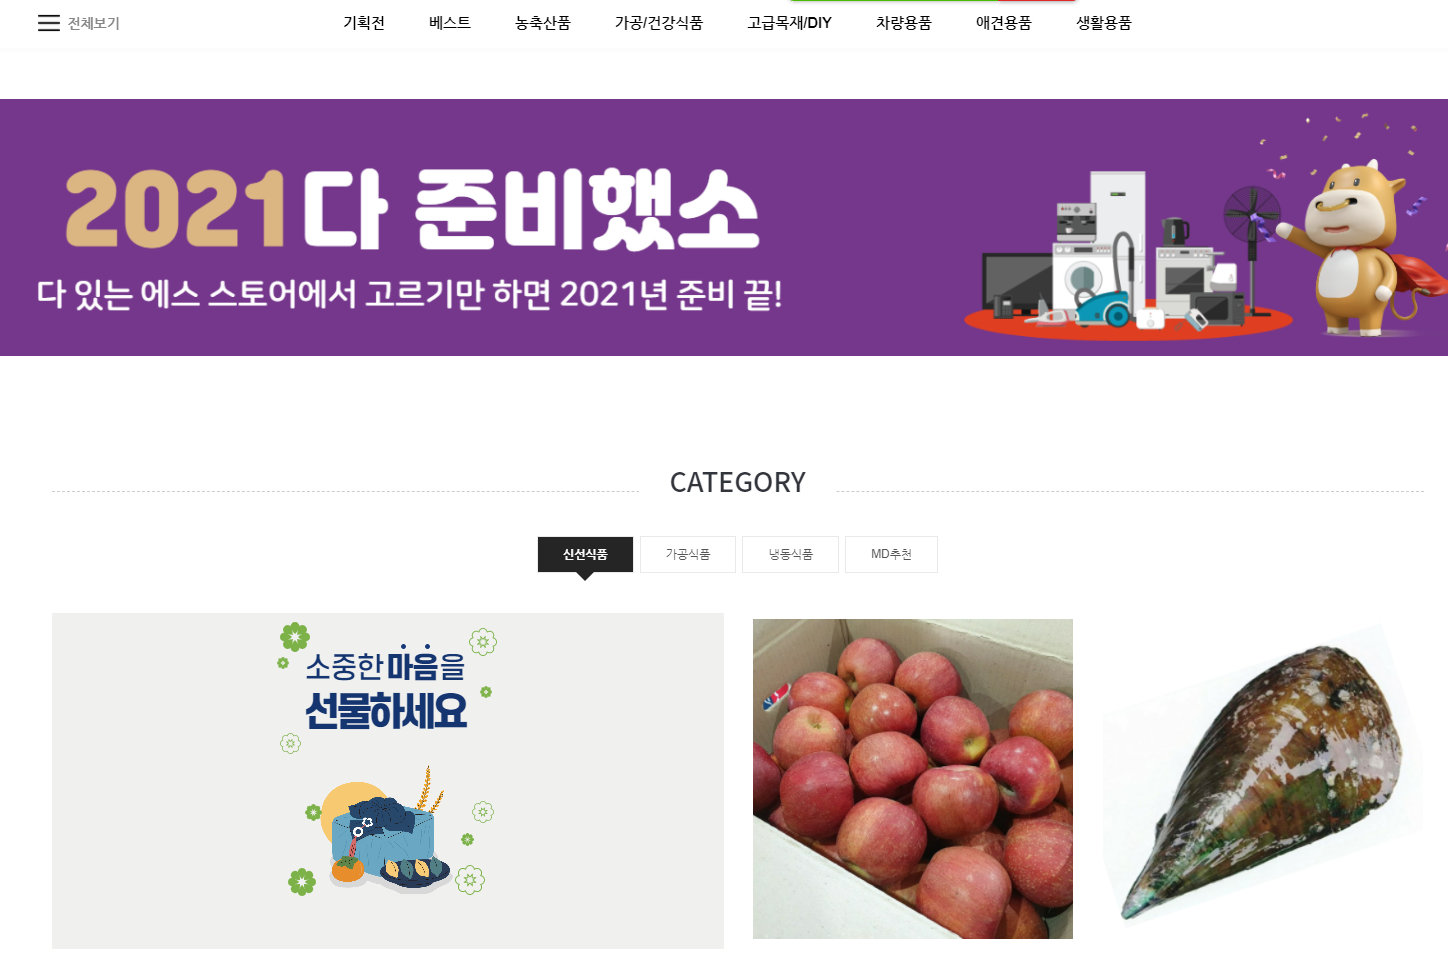 전체보기
기획전 베스트 농축산품 가공/건강식품 고급목재/DIY 차량용품 애견용품 생활용품
2021 다 준비했소
다 있는 에스 스토어에서 고르기만 하면 2021년 준비 끝!
CATEGORY
신선식품 가공식품 냉동식품 MD추천
소중한 마음을
선물하세요